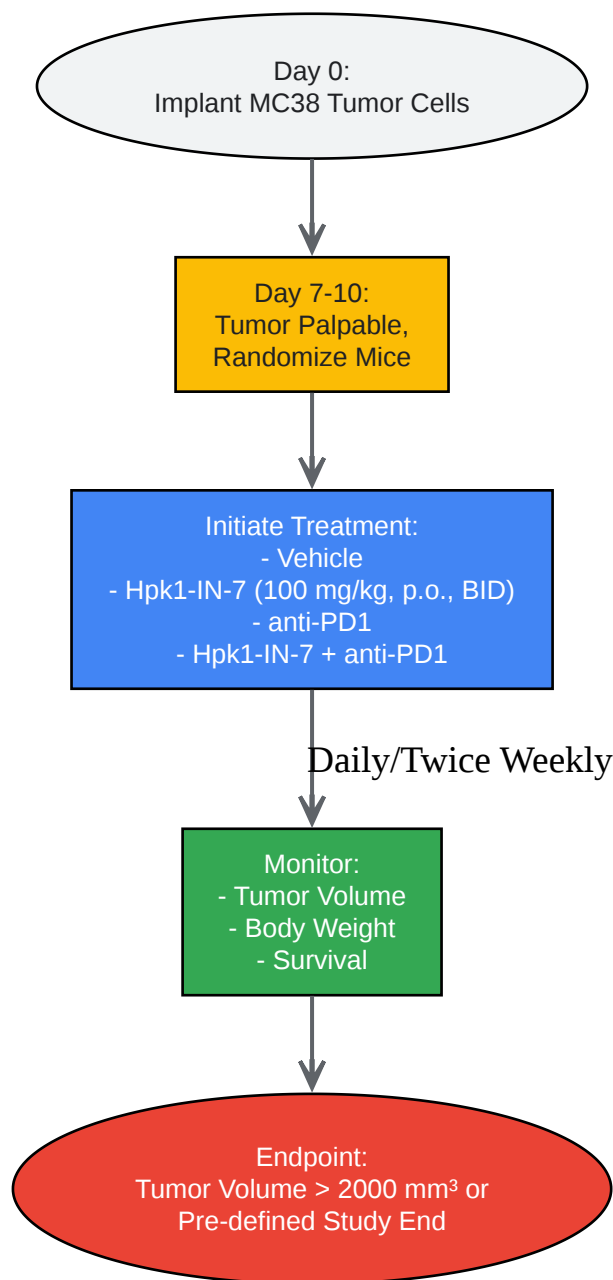 Day 0:
Implant MC38 Tumor Cells
Day 7-10:
Tumor Palpable,
Randomize Mice
Initiate Treatment:
- Vehicle
- Hpk1-IN-7 (100 mg/kg, p.o., BID)
- anti-PD1
- Hpk1-IN-7 + anti-PD1
Daily/Twice Weekly
Monitor:
- Tumor Volume
- Body Weight
- Survival
Endpoint:
Tumor Volume > 2000 mm³ or
Pre-defined Study End